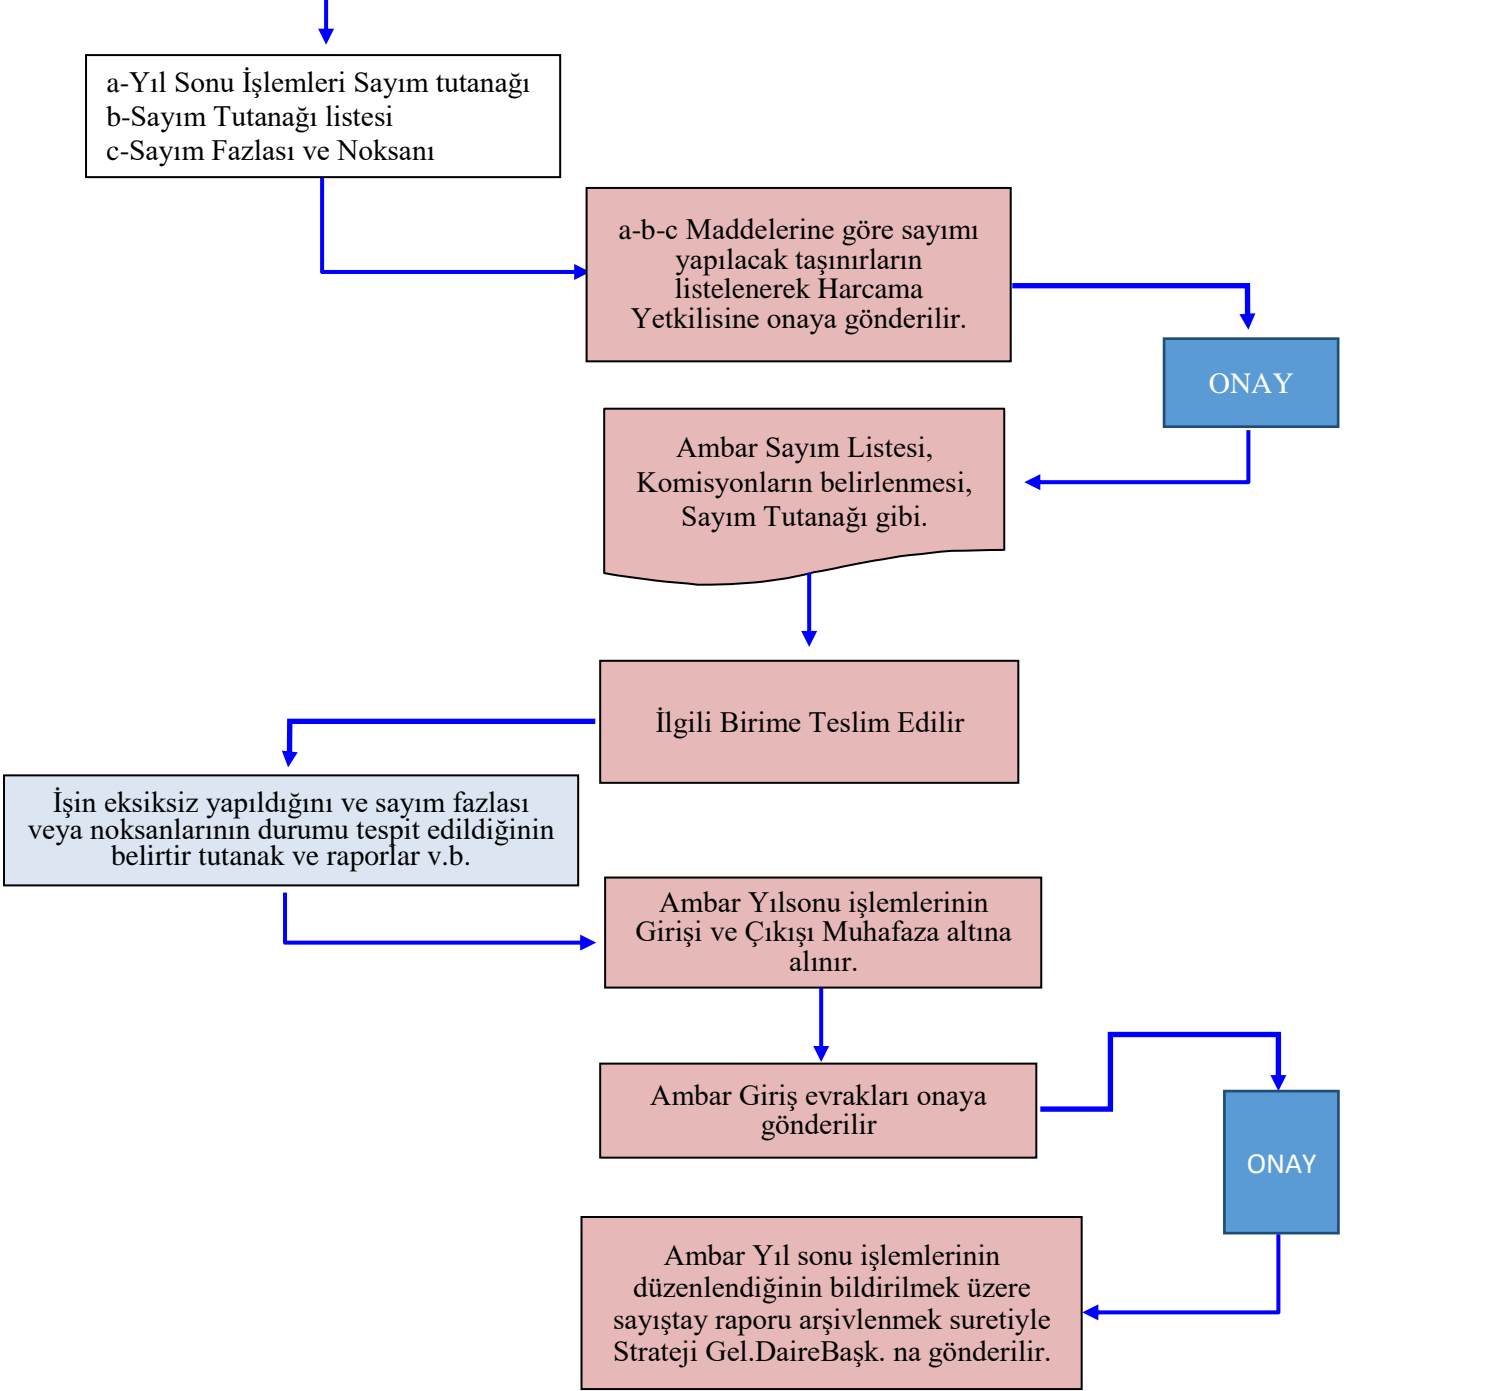 a-Yıl Sonu İşlemleri Sayım tutanağı
b-Sayım Tutanağı listesi
c-Sayım Fazlası ve Noksanı
a-b-c Maddelerine göre sayımı
yapılacak taşınırların
listelenerek Harcama
Yetkilisine onaya gönderilir.
ONAY
Ambar Sayım Listesi,
Komisyonların belirlenmesi,
Sayım Tutanağı gibi.
İlgili Birime Teslim Edilir
İşin eksiksiz yapıldığını ve sayım fazlası
veya noksanlarının durumu tespit edildiğinin
belirtir tutanak ve raporlar v.b.
Ambar Yılsonu işlemlerinin
Girişi ve Çıkışı Muhafaza altına
alınır.
Ambar Giriş evrakları onaya
gönderilir
ONAY
Ambar Yıl sonu işlemlerinin
düzenlendiğinin bildirilmek üzere
sayıştay raporu arşivlenmek suretiyle
Strateji Gel.DaireBaşk. na gönderilir.